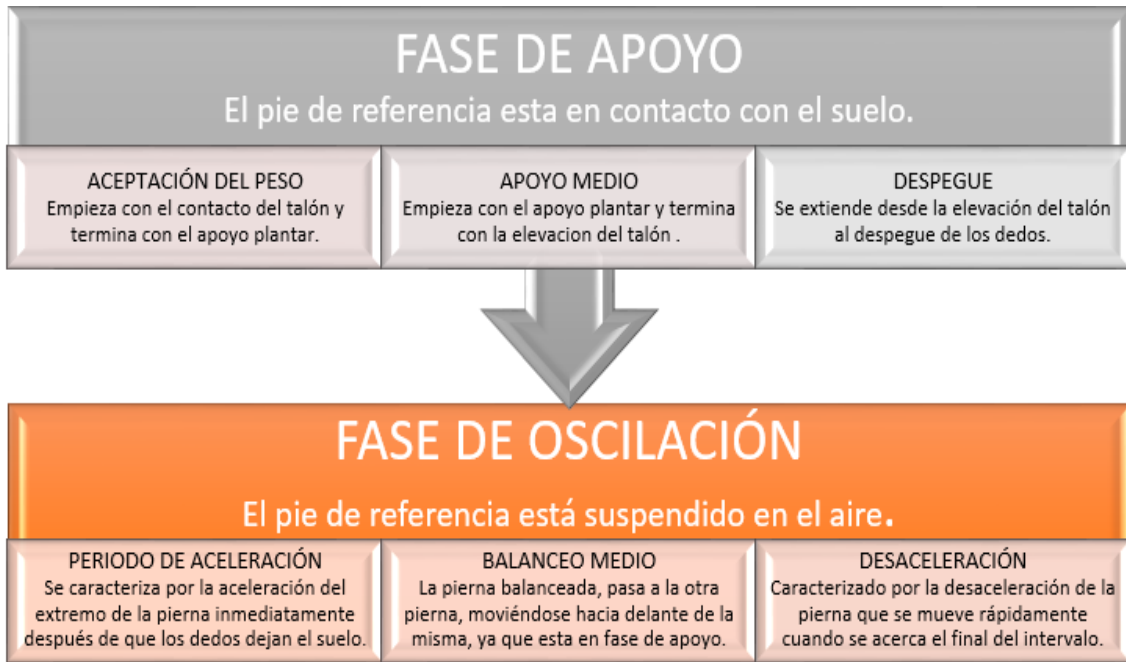 FASE DE APOYO
El pie de referencia esta en contacto con el suelo.
ACEPTACIÓN DEL PESO
Empieza con el contacto del talón y
termina con el apoyo plantar.
APOYO MEDIO
Empieza con el apoyo plantar y termina
con la elevacion del talón .
DESPEGUE
Se extiende desde la elevación del talón
al despegue de los dedos.
FASE DE OSCILACIÓN
El pie de referencia está suspendido en el aire.
PERIODO DE ACELERACIÓN
Se caracteriza por la aceleración del
extremo de la pierna inmediatamente
después de que los dedos dejan el suelo.
BALANCEO MEDIO
La pierna balanceada, pasa a la otra
pierna, moviéndose hacia delante de la
misma, ya que esta en fase de apoyo.
DESACELERACIÓN
Caracterizado por la desaceleración de la
pierna que se mueve rápidamente
cuando se acerca el final del intervalo.